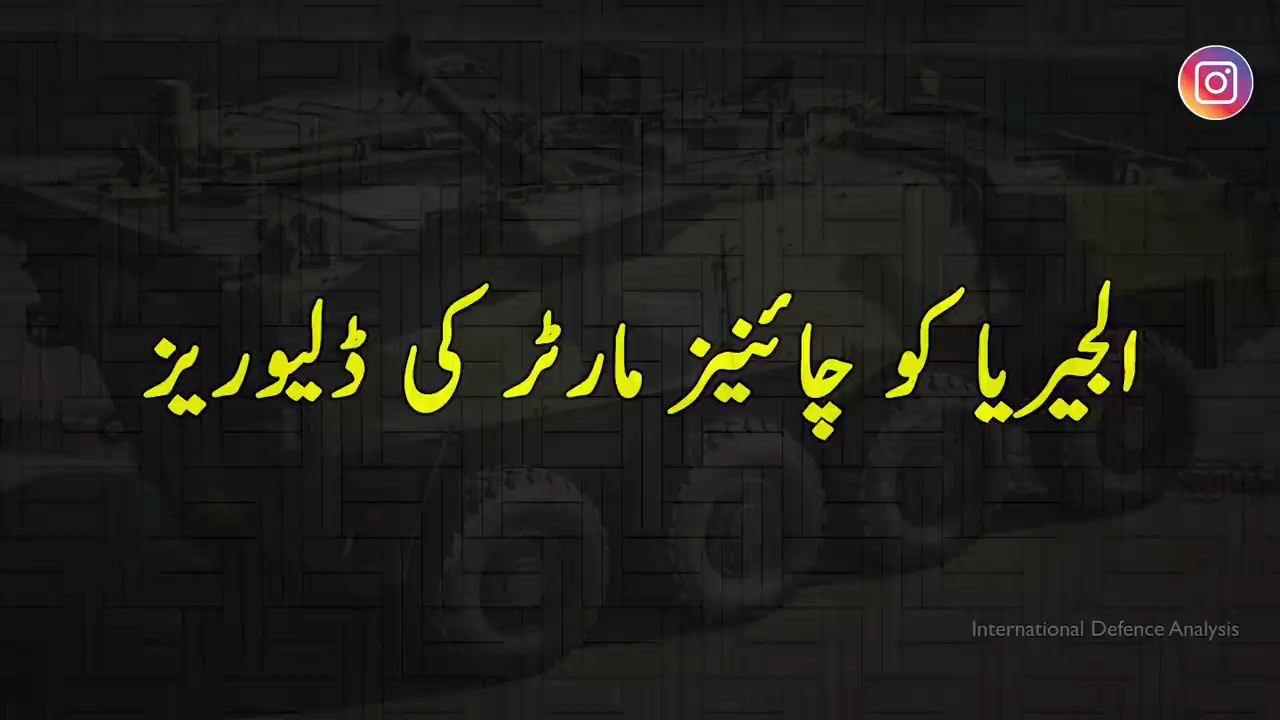 الجیریا کو چائنیز مارٹر کی ڈلیوریز
International Defence Analysis